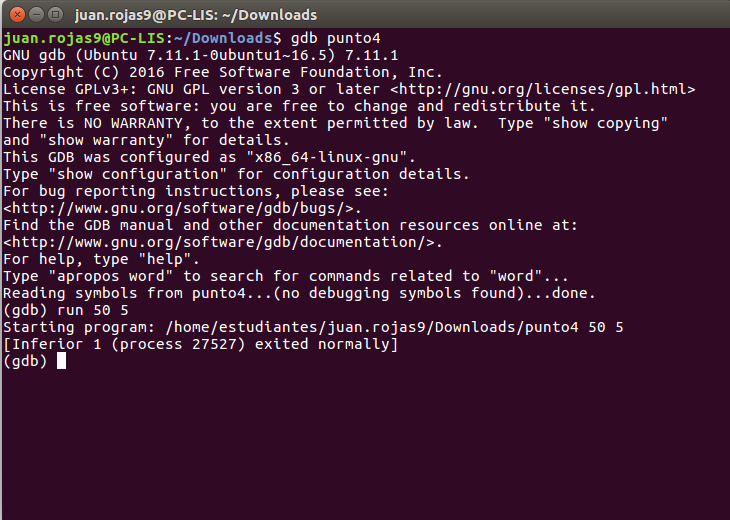 juan.rojas9@PC-LIS: ~/Downloads
juan.rojas9@PC-LIS:~/Downloads$ gdb punto4
GNU gdb (Ubuntu 7.11.1-0ubuntu1~16.5) 7.11.1
Copyright (C) 2016 Free Software Foundation, Inc.
License GPLv3+: GNU GPL version 3 or later <http://gnu.org/licenses/gpl.html>
This is free software: you are free to change and redistribute it.
There is NO WARRANTY, to the extent permitted by law.  Type "show copying"
and "show warranty" for details.
This GDB was configured as "x86_64-linux-gnu".
Type "show configuration" for configuration details.
For bug reporting instructions, please see:
<http://www.gnu.org/software/gdb/bugs/>.
Find the GDB manual and other documentation resources online at:
<http://www.gnu.org/software/gdb/documentation/>.
For help, type "help".
Type "apropos word" to search for commands related to "word"...
Reading symbols from punto4...(no debugging symbols found)...done.
(gdb) run 50 5
Starting program: /home/estudiantes/juan.rojas9/Downloads/punto4 50 5
[Inferior 1 (process 27527) exited normally]
(gdb)